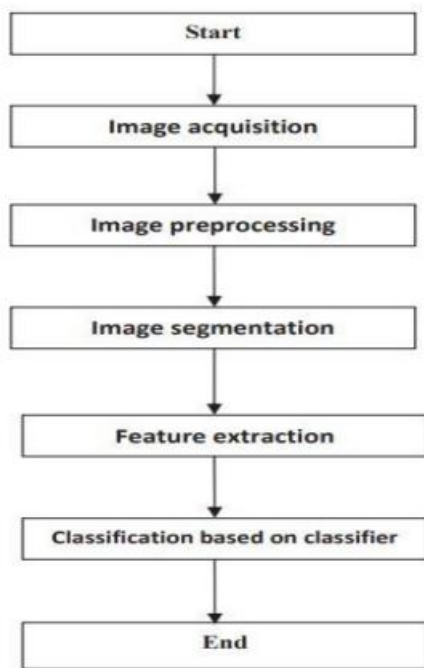 Start
Image acquisition
Image preprocessing
Image segmentation
Feature extraction
Classification based on classifier
End